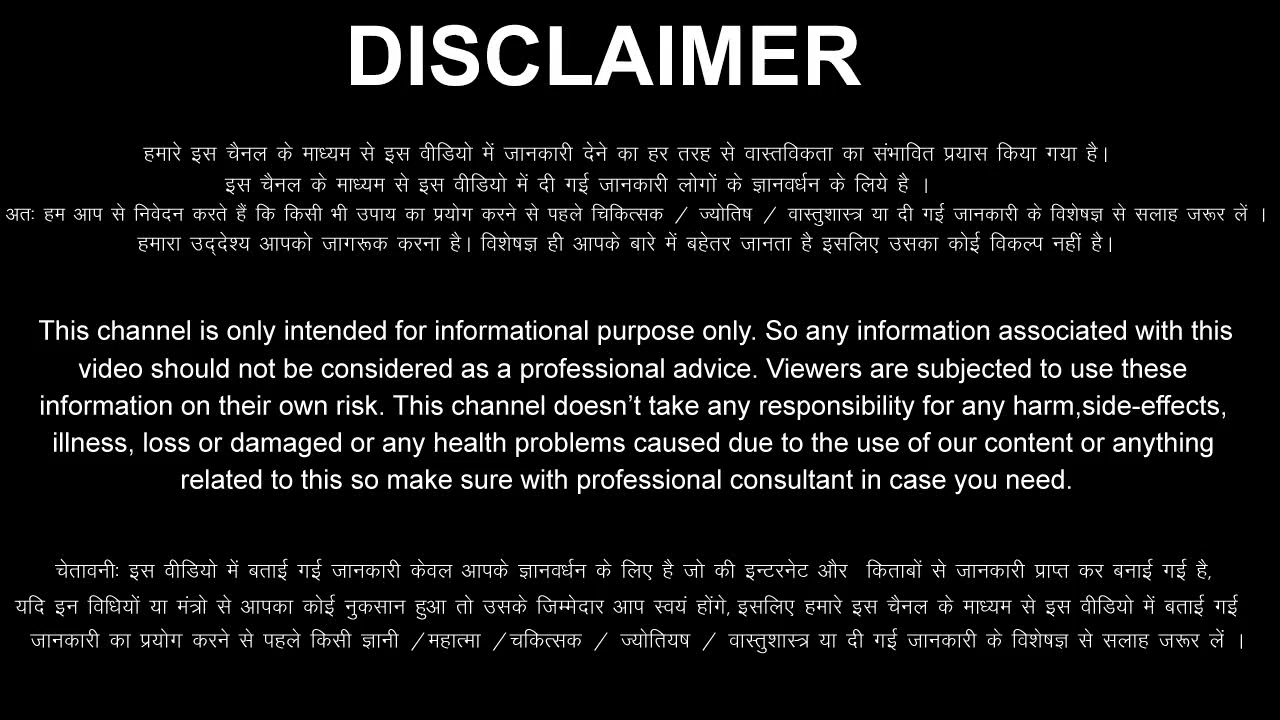 DISCLAIMER
हमारे इस चैनल के माध्यम से इस वीडियो में जानकारी देने का हर तरह से वास्तविकता का संभावित प्रयास किया गया है।
इस चैनल के माध्यम से इस वीडियो में दी गई जानकारी लोगों के ज्ञानवर्धन के लिये है ।
अतः हम आप से निवेदन करते हैं कि किसी भी उपाय का प्रयोग करने से पहले चिकित्सक / ज्योतिष / वास्तुशास्त्र या दी गई जानकारी के विशेषज्ञ से सलाह जरूर लें ।
हमारा उद्देश्य आपको जागरूक करना है। विशेषज्ञ ही आपके बारे में बहेतर जानता है इसलिए उसका कोई विकल्प नहीं है।
This channel is only intended for informational purpose only. So any information associated with this
video should not be considered as a professional advice. Viewers are subjected to use these
information on their own risk. This channel doesn’t take any responsibility for any harm,side-effects,
illness, loss or damaged or any health problems caused due to the use of our content or anything
related to this so make sure with professional consultant in case you need.
चेतावनीः इस वीडियो में बताई गई जानकारी केवल आपके ज्ञानवर्धन के लिए है जो की इन्टरनेट और किताबों से जानकारी प्राप्त कर बनाई गई है,
यदि इन विधियों या मंत्रो से आपका कोई नुकसान हुआ तो उसके जिम्मेदार आप स्वयं होंगे, इसलिए हमारे इस चैनल के माध्यम से इस वीडियो में बताई गई
जानकारी का प्रयोग करने से पहले किसी ज्ञानी /महात्मा /चकित्सक / ज्योतियष / वास्तुशास्त्र या दी गई जानकारी के विशेषज्ञ से सलाह जरूर लें ।